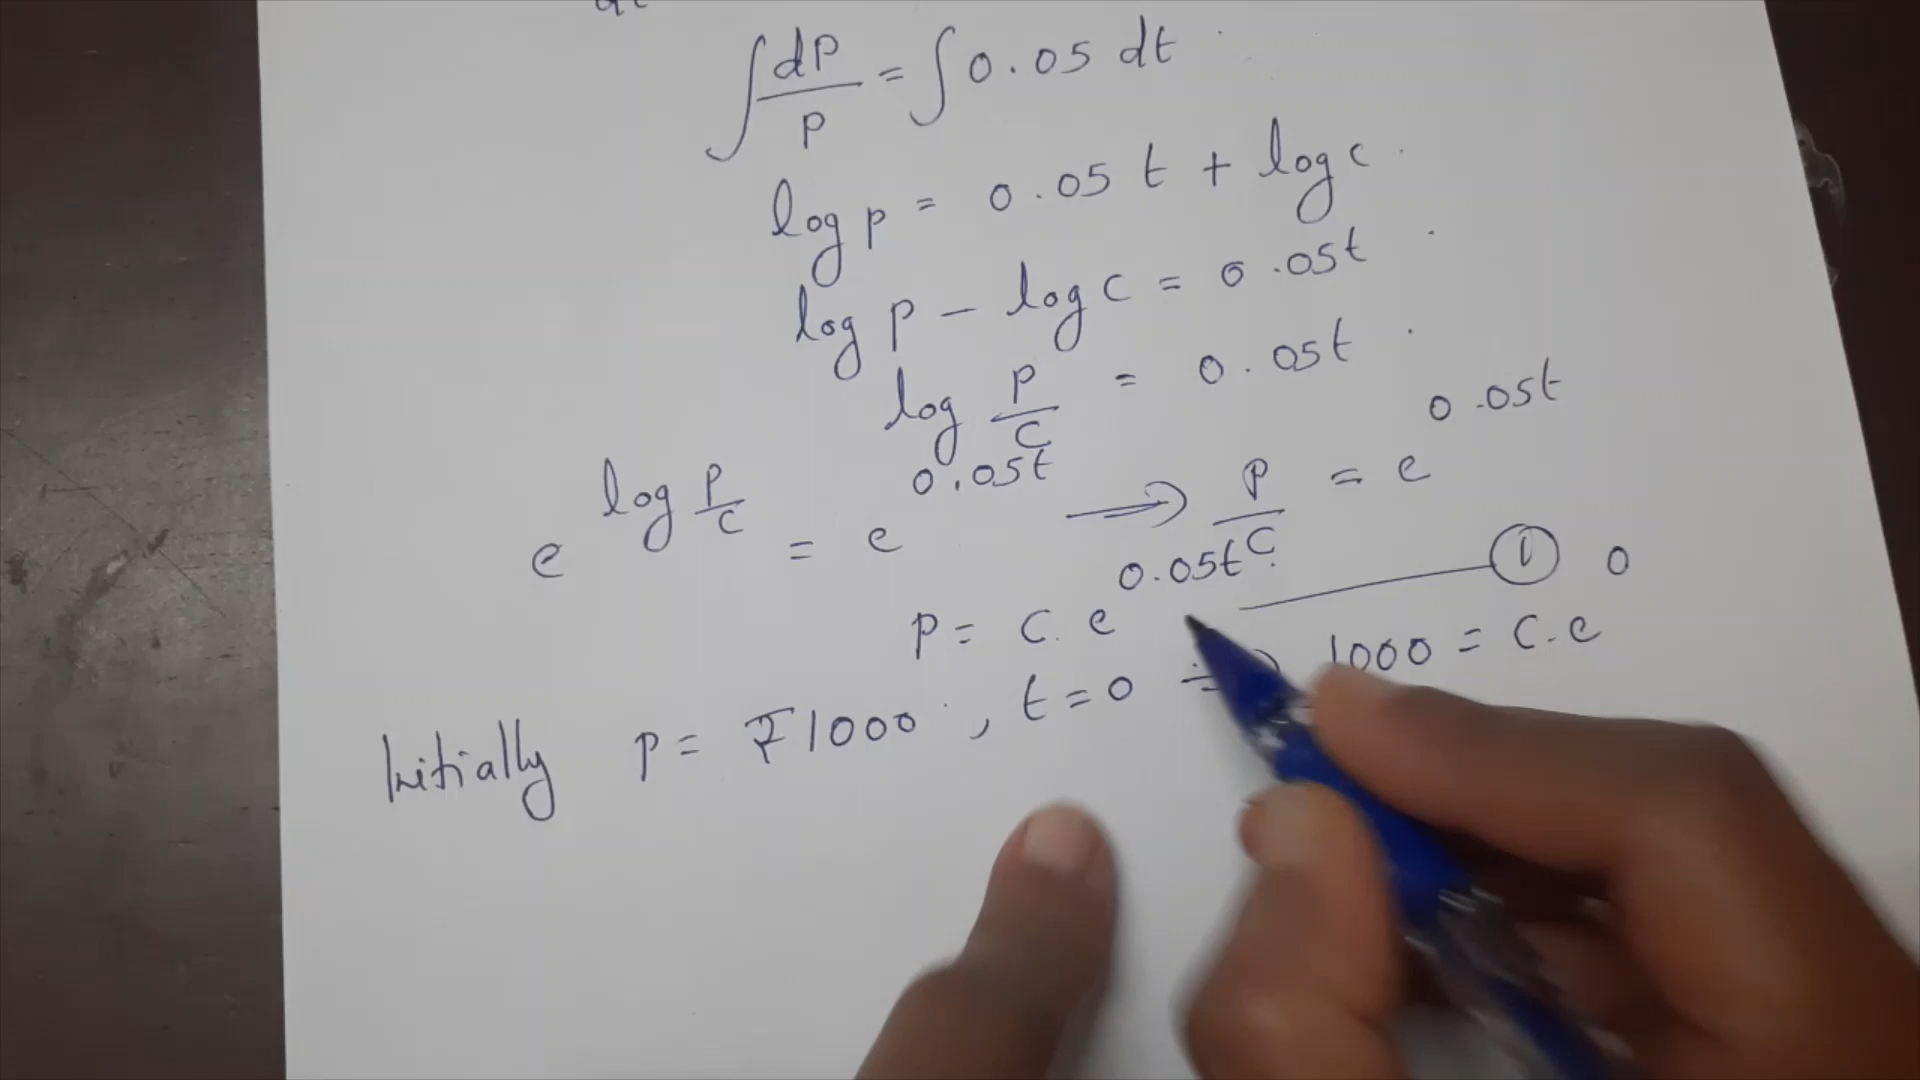 ∫ dP/P = ∫ 0.05 dt
log P = 0.05 t + log c
log P - log c = 0.05t
log P/C = 0.05t
e^(log P/C) = e^(0.05t) ⟹ P/C = e^(0.05t)
P = C. e^(0.05t) ——— ①
Initially P = ₹1000, t = 0 ⟹ 1000 = C. e^0